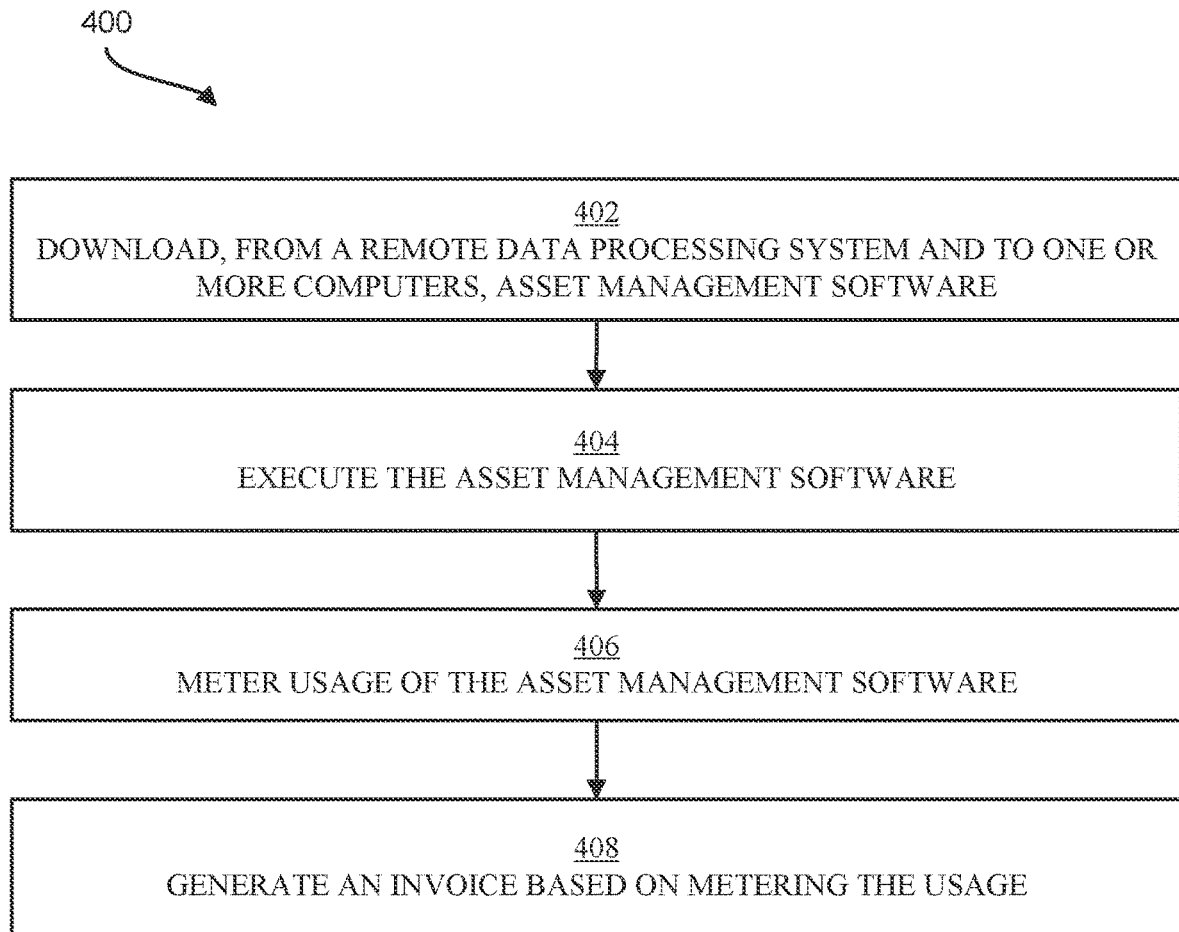 400
402
DOWNLOAD, FROM A REMOTE DATA PROCESSING SYSTEM AND TO ONE OR
MORE COMPUTERS, ASSET MANAGEMENT SOFTWARE
404
EXECUTE THE ASSET MANAGEMENT SOFTWARE
406
METER USAGE OF THE ASSET MANAGEMENT SOFTWARE
408
GENERATE AN INVOICE BASED ON METERING THE USAGE